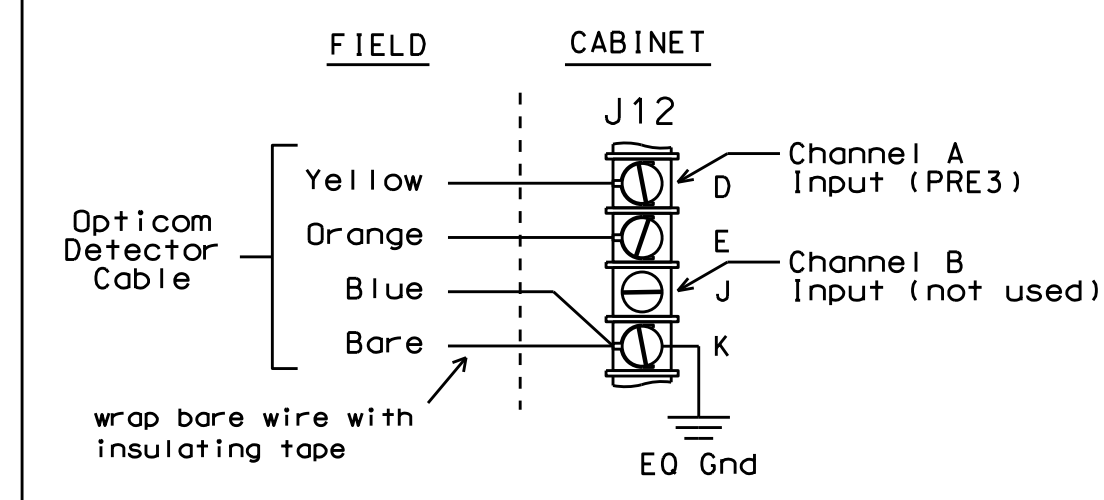 FIELD
CABINET
J12
Opticom
Detector
Cable
Yellow
Orange
Blue
Bare
D
E
J
K
Channel A
Input (PRE3)
Channel B
Input (not used)
wrap bare wire with
insulating tape
EQ Gnd